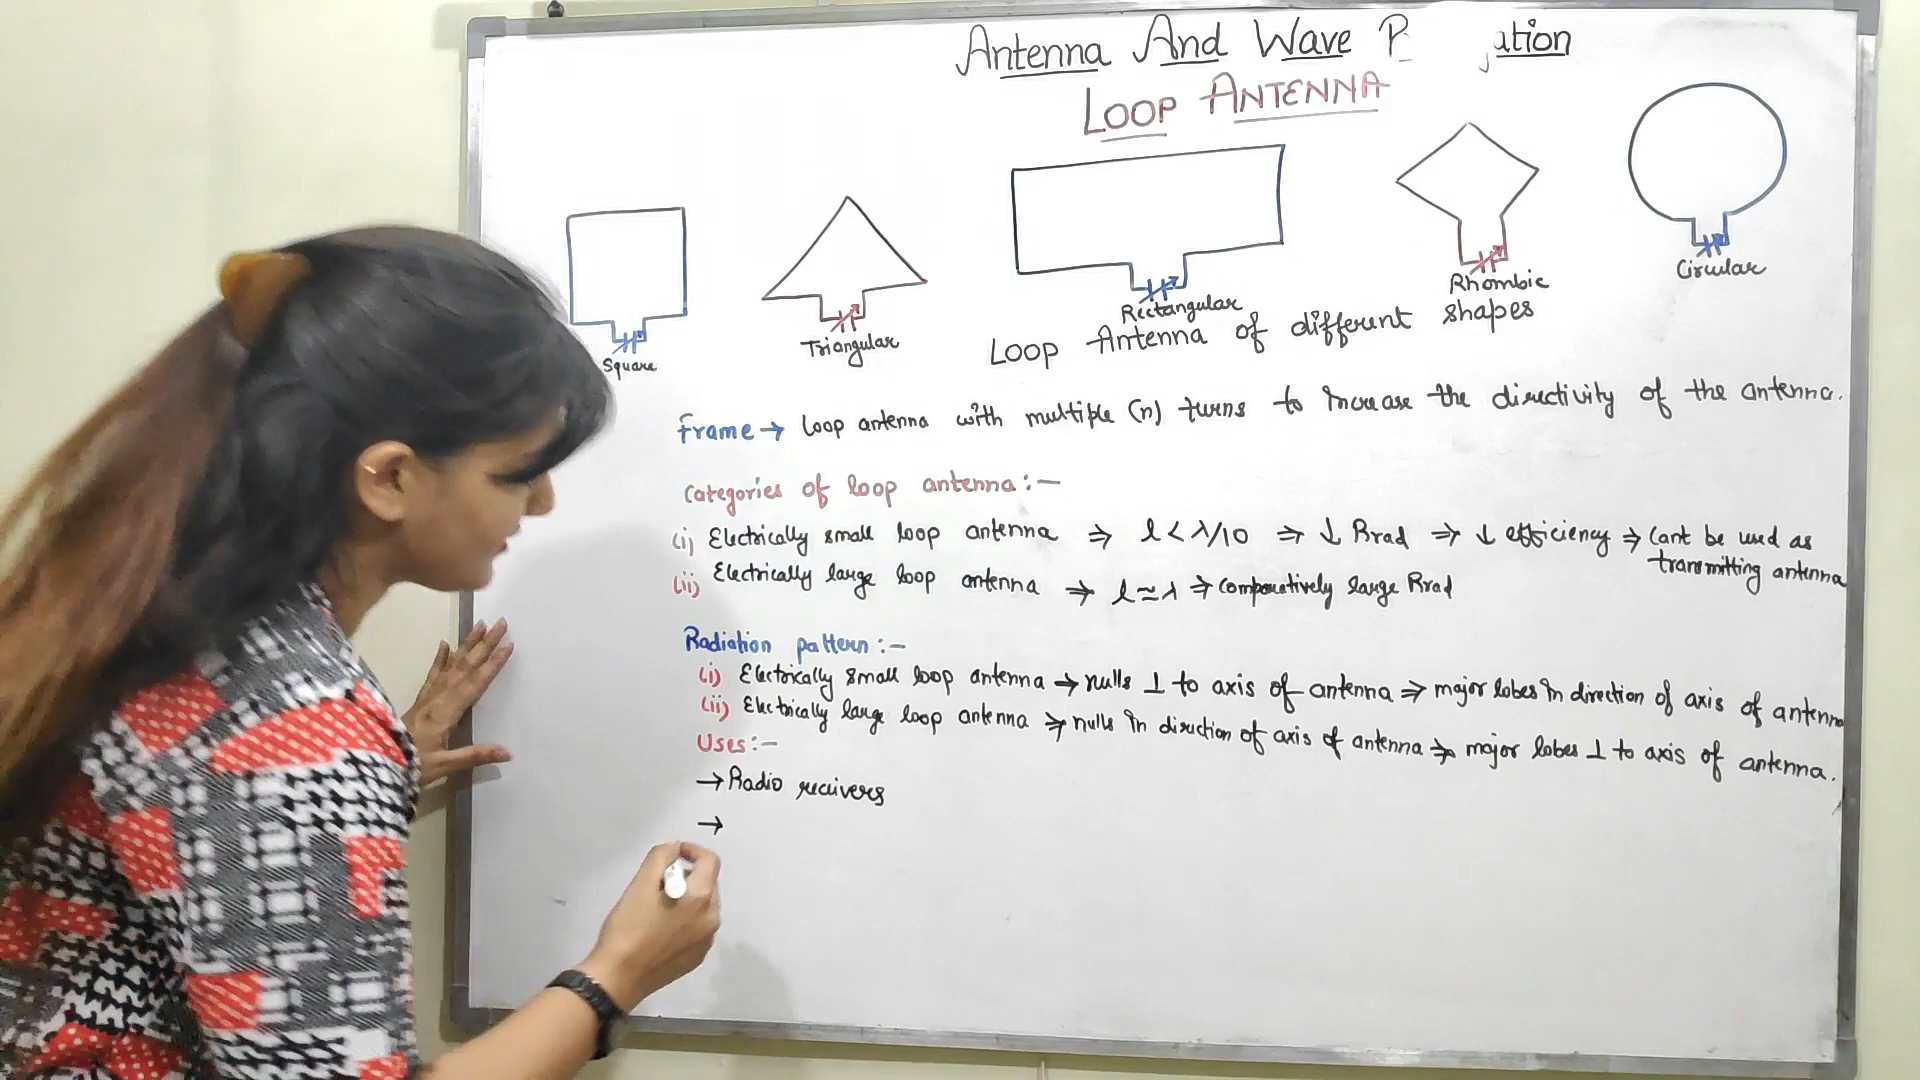 Antenna And Wave P ation
LOOP ANTENNA
Square
Triangular
Rectangular
Rhombic
Circular
Loop Antenna of different shapes
Frame → Loop antenna with multiple (n) turns to increase the directivity of the antenna.
Categories of loop antenna :-
(i) Electrically small loop antenna ⇒ l < λ/10 ⇒ ↓ Rrad ⇒ ↓ efficiency ⇒ Cant be used as
transmitting antenna
(ii) Electrically large loop antenna ⇒ l ≃ λ ⇒ comparatively large Rrad
Radiation pattern :-
(i) Electrically small loop antenna → nulls ⊥ to axis of antenna ⇒ major lobes in direction of axis of antenna
(ii) Electrically large loop antenna ⇒ nulls in direction of axis of antenna ⇒ major lobes ⊥ to axis of antenna.
Uses :-
→ Radio receivers
→